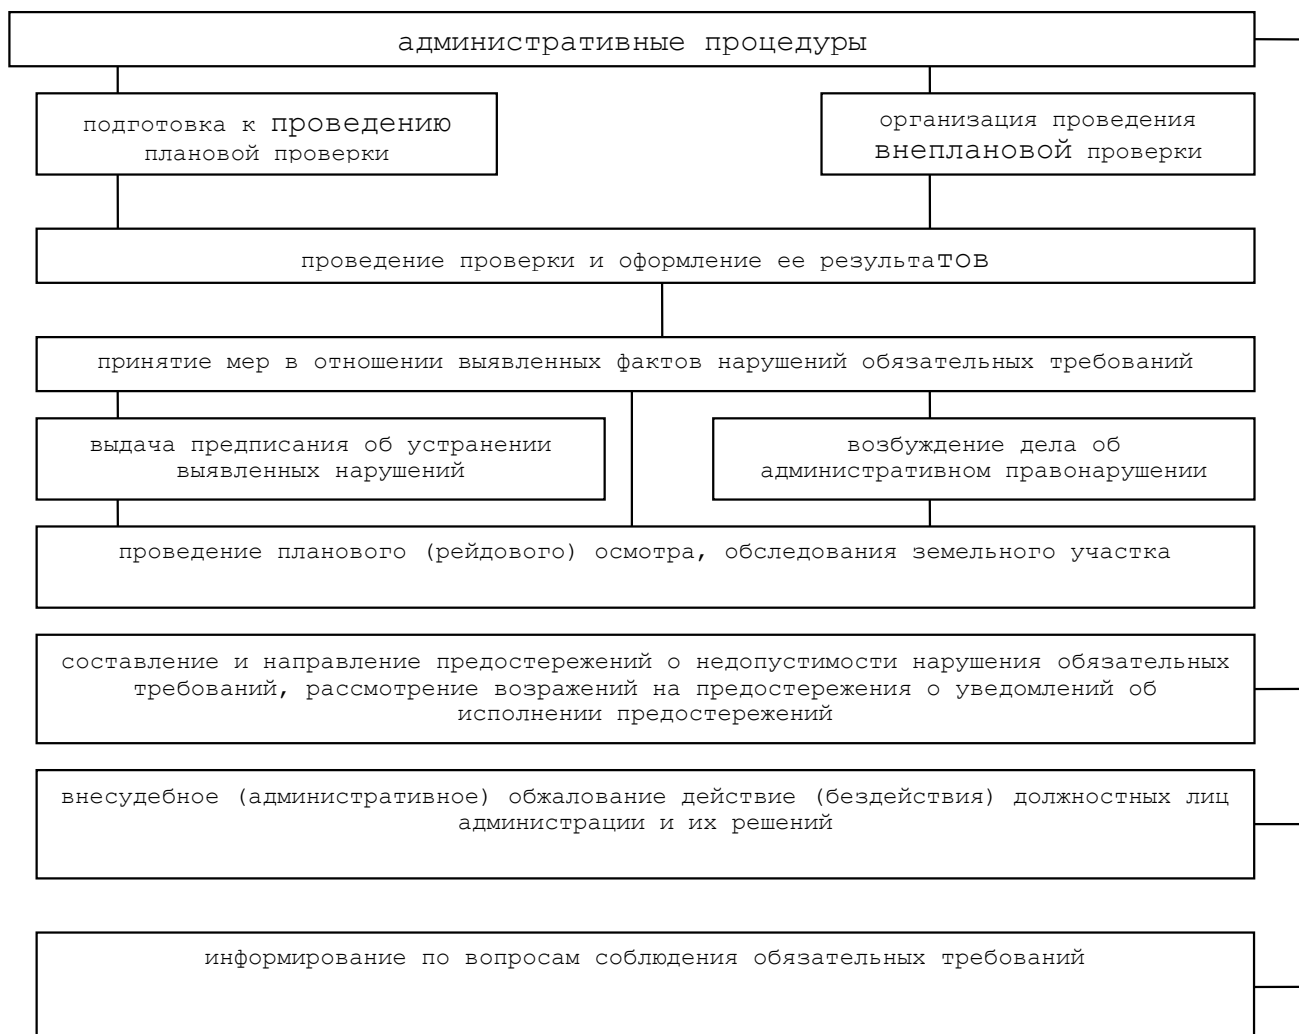 административные процедуры
подготовка к проведению
плановой проверки
организация проведения
внеплановой проверки
проведение проверки и оформление ее результатов
принятие мер в отношении выявленных фактов нарушений обязательных требований
выдача предписания об устранении
выявленных нарушений
возбуждение дела об
административном правонарушении
проведение планового (рейдового) осмотра, обследования земельного участка
составление и направление предостережений о недопустимости нарушения обязательных
требований, рассмотрение возражений на предостережения о уведомлений об
исполнении предостережений
внесудебное (административное) обжалование действие (бездействия) должностных лиц
администрации и их решений
информирование по вопросам соблюдения обязательных требований